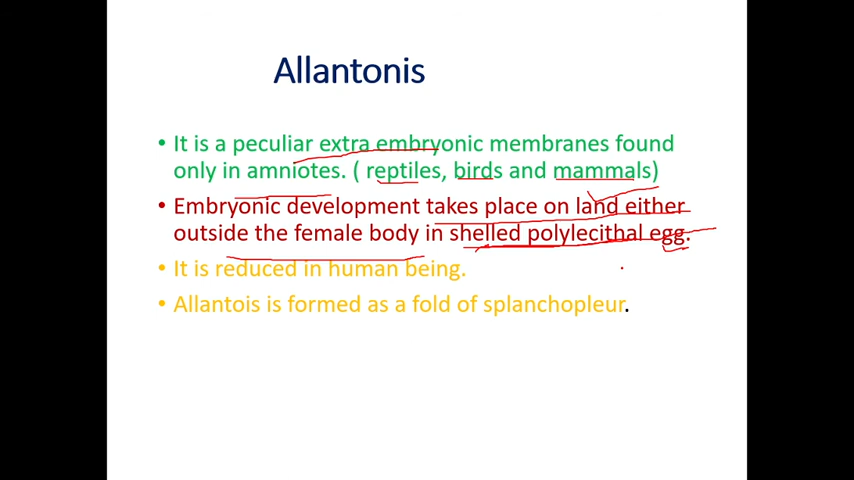 Allantonis
• It is a peculiar extra embryonic membranes found
only in amniotes. ( reptiles, birds and mammals)
• Embryonic development takes place on land either
outside the female body in shelled polylecithal egg.
• It is reduced in human being.
• Allantois is formed as a fold of splanchopleur.